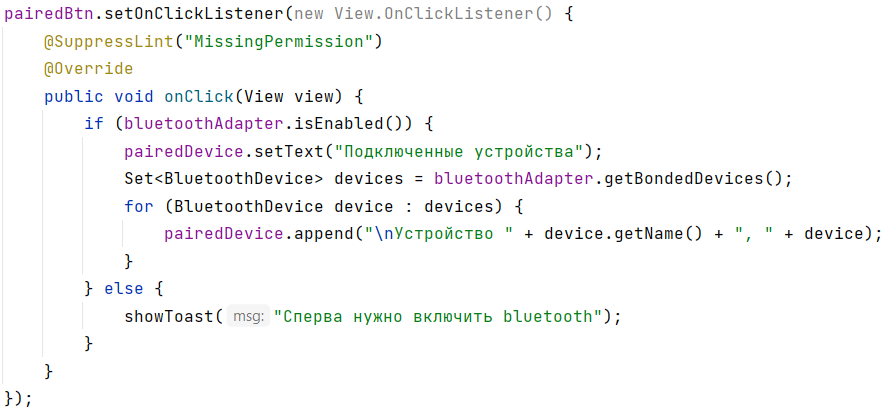 pairedBtn.setOnClickListener(new View.OnClickListener() {
    @SuppressLint("MissingPermission")
    @Override
    public void onClick(View view) {
        if (bluetoothAdapter.isEnabled()) {
            pairedDevice.setText("Подключенные устройства");
            Set<BluetoothDevice> devices = bluetoothAdapter.getBondedDevices();
            for (BluetoothDevice device : devices) {
                pairedDevice.append("\nУстройство " + device.getName() + ", " + device);
            }
        } else {
            showToast( msg: "Сперва нужно включить bluetooth");
        }
    }
});